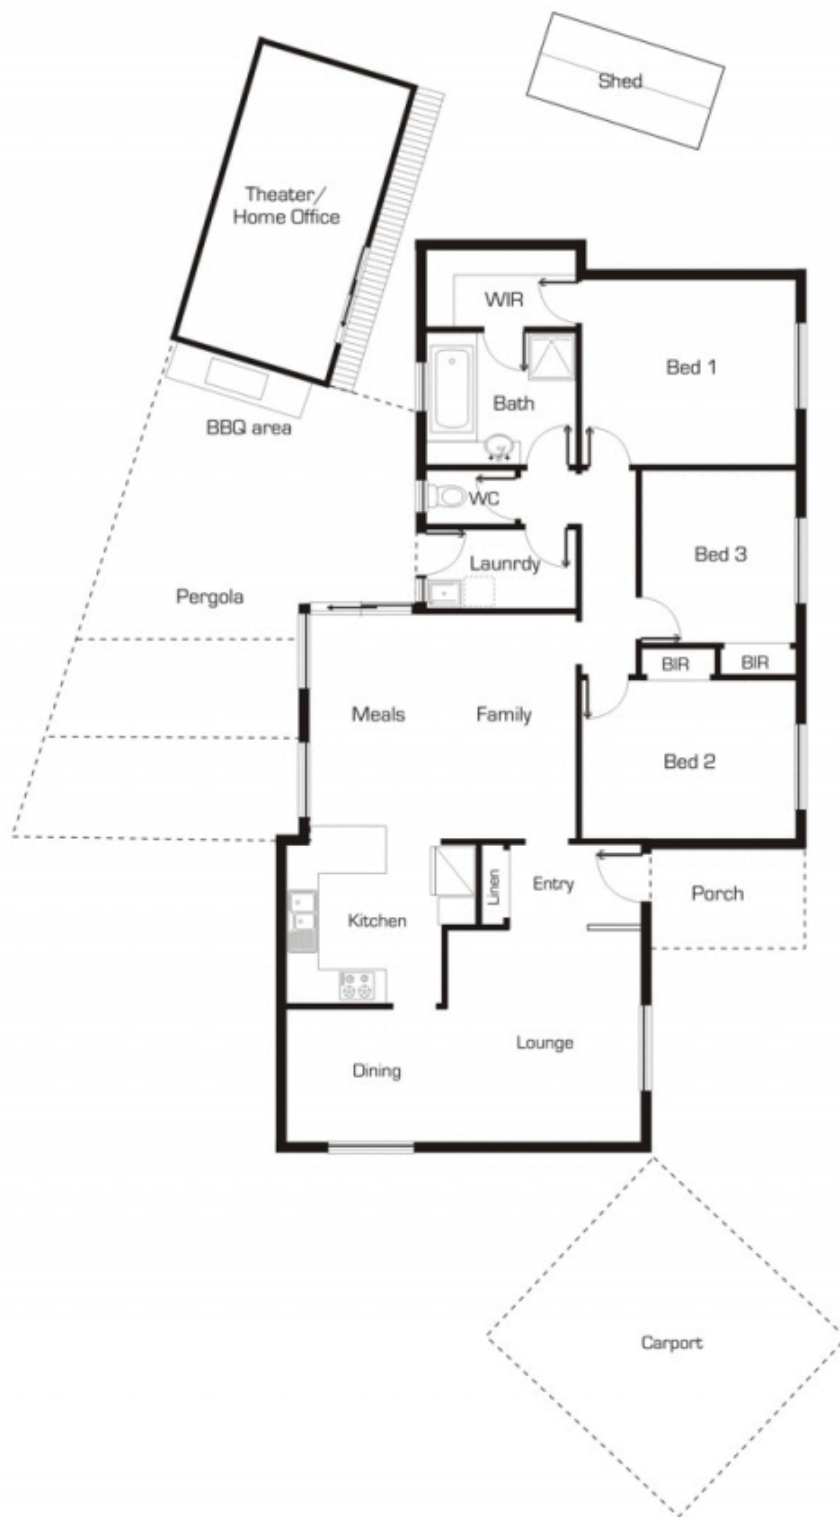 Shed
Theater/
Home Office
WIR
Bed 1
Bath
BBQ area
WC
Bed 3
Launrdy
Pergola
BIR
BIR
Meals
Family
Bed 2
Linen
Entry
Porch
Kitchen
Lounge
Dining
Carport